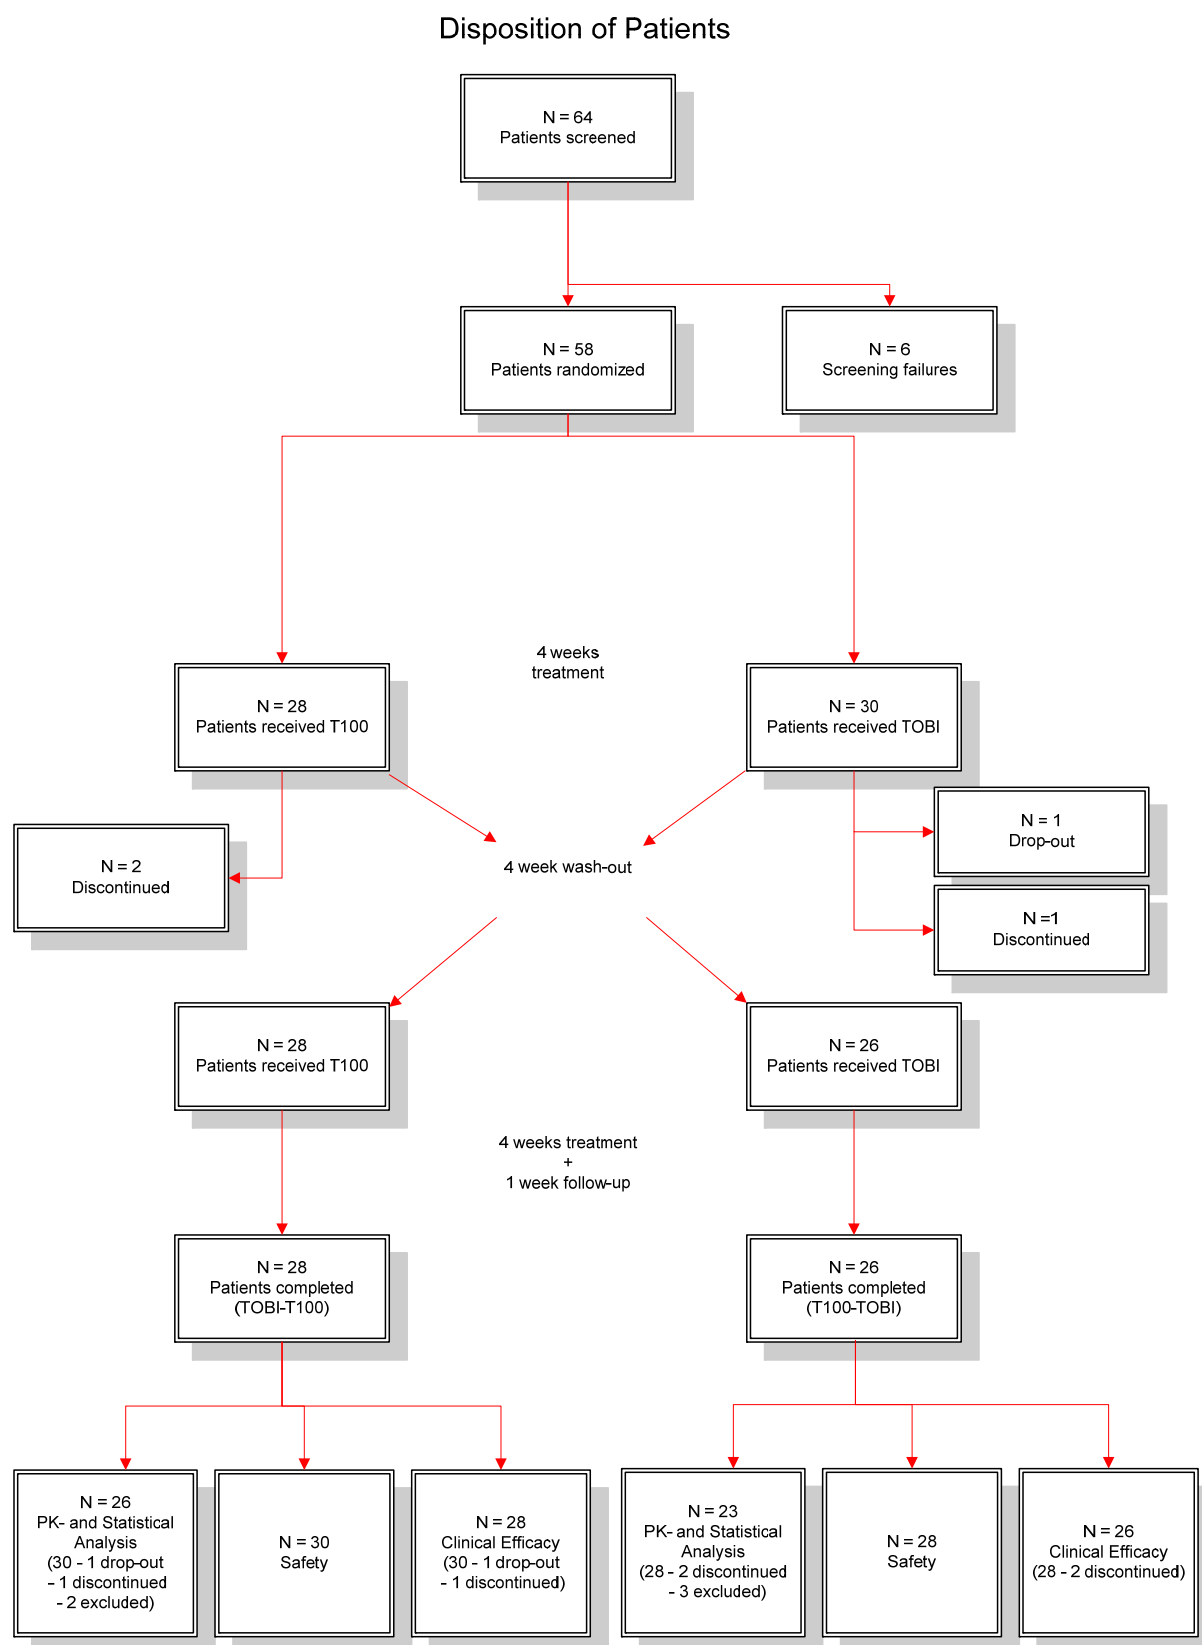 Disposition of Patients
N = 64
Patients screened
N = 58
Patients randomized
N = 6
Screening failures
4 weeks
treatment
N = 28
Patients received T100
N = 30
Patients received TOBI
N = 1
Drop-out
N = 2
Discontinued
4 week wash-out
N =1
Discontinued
N = 28
Patients received T100
N = 26
Patients received TOBI
4 weeks treatment
+
1 week follow-up
N = 28
Patients completed
(TOBI-T100)
N = 26
Patients completed
(T100-TOBI)
N = 26
PK- and Statistical
Analysis
(30 - 1 drop-out
- 1 discontinued
- 2 excluded)
N = 30
Safety
N = 28
Clinical Efficacy
(30 - 1 drop-out
- 1 discontinued)
N = 23
PK- and Statistical
Analysis
(28 - 2 discontinued
- 3 excluded)
N = 28
Safety
N = 26
Clinical Efficacy
(28 - 2 discontinued)